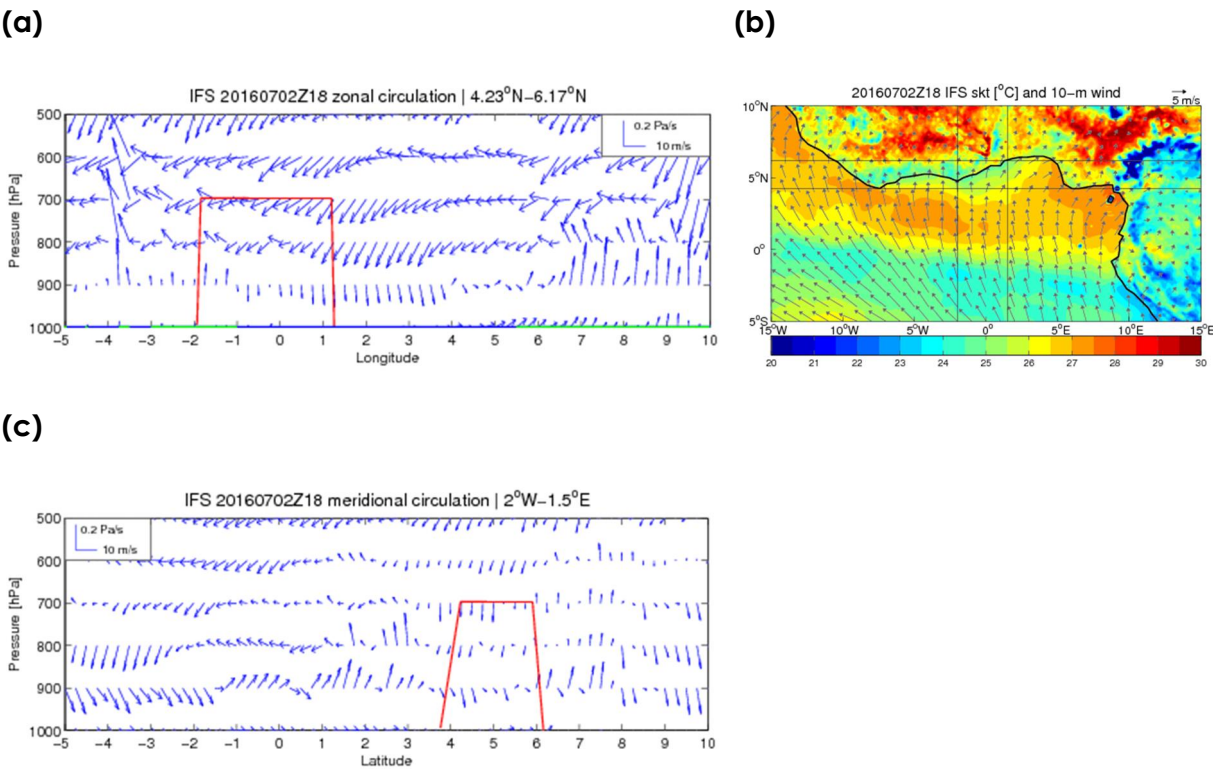 (a)
IFS 20160702Z18 zonal circulation | 4.23°N−6.17°N
0.2 Pa/s
10 m/s
500
600
700
800
900
1000
Pressure [hPa]
−5 −4 −3 −2 −1 0 1 2 3 4 5 6 7 8 9 10
Longitude
(b)
20160702Z18 IFS skt [°C] and 10−m wind
5 m/s
10°N
5°N
0°
5°S
15°W 10°W 5°W 0° 5°E 10°E 15°E
20 21 22 23 24 25 26 27 28 29 30
(c)
IFS 20160702Z18 meridional circulation | 2°W−1.5°E
0.2 Pa/s
10 m/s
500
600
700
800
900
1000
Pressure [hPa]
−5 −4 −3 −2 −1 0 1 2 3 4 5 6 7 8 9 10
Latitude